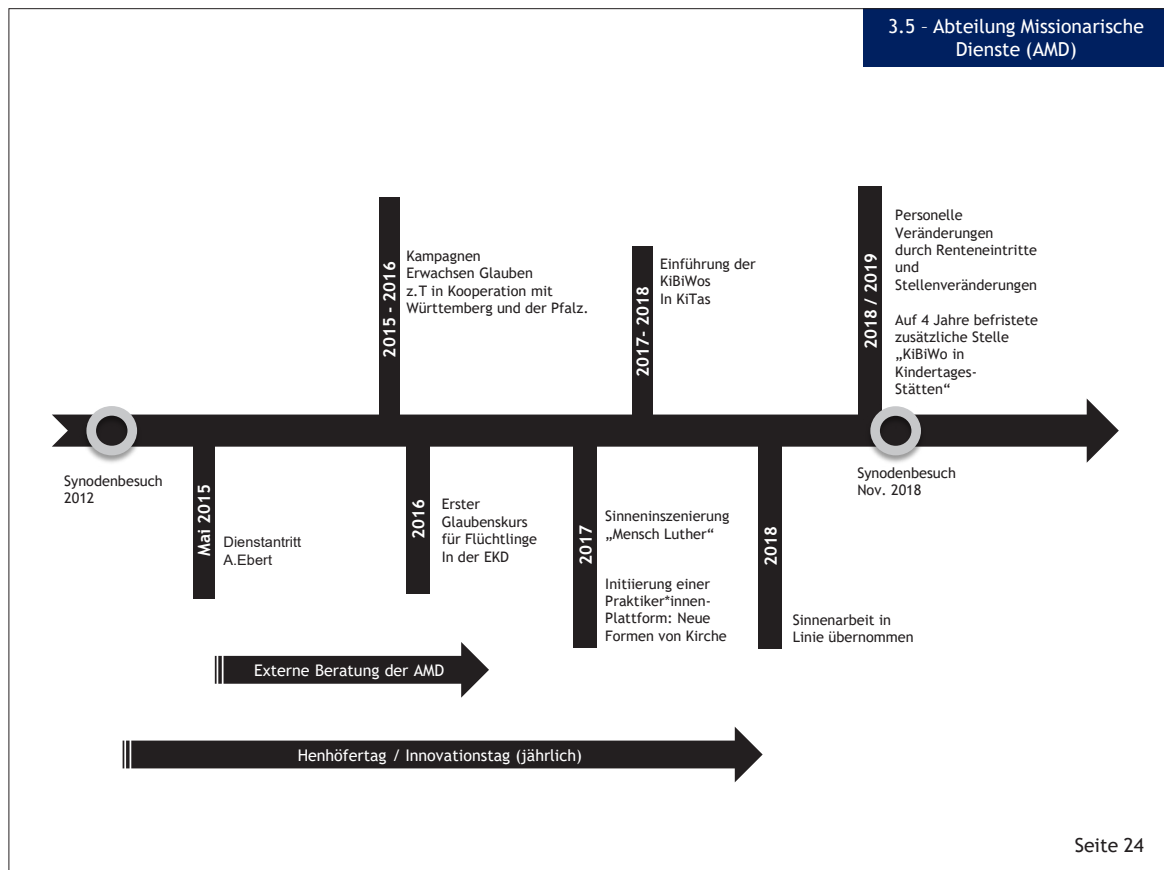 3.5 – Abteilung Missionarische
Dienste (AMD)
2015 - 2016
Kampagnen
Erwachsen Glauben
z.T in Kooperation mit
Württemberg und der Pfalz.
2017- 2018
Einführung der
KiBiWos
In KiTas
2018 / 2019
Personelle
Veränderungen
durch Renteneintritte
und
Stellenveränderungen
Auf 4 Jahre befristete
zusätzliche Stelle
„KiBiWo in
Kindertages-
Stätten“
Synodenbesuch
2012
Mai 2015
Dienstantritt
A.Ebert
2016
Erster
Glaubenskurs
für Flüchtlinge
In der EKD
2017
Sinneninszenierung
„Mensch Luther“
Initiierung einer
Praktiker*innen-
Plattform: Neue
Formen von Kirche
2018
Sinnenarbeit in
Linie übernommen
Synodenbesuch
Nov. 2018
Externe Beratung der AMD
Henhöfertag / Innovationstag (jährlich)
Seite 24